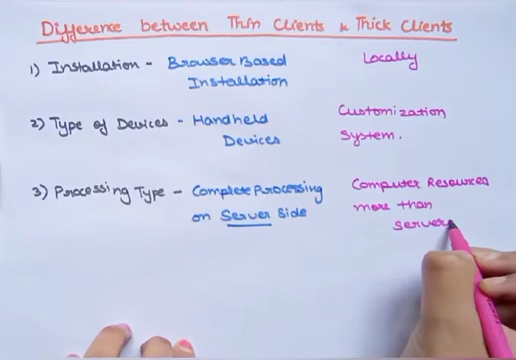 Difference between Thin Clients & Thick Clients
1) Installation - Browser Based Locally
Installation
2) Type of Devices - Handheld Customization
Devices System.
3) Processing Type - Complete Processing Computer Resources
on Server Side more than
server